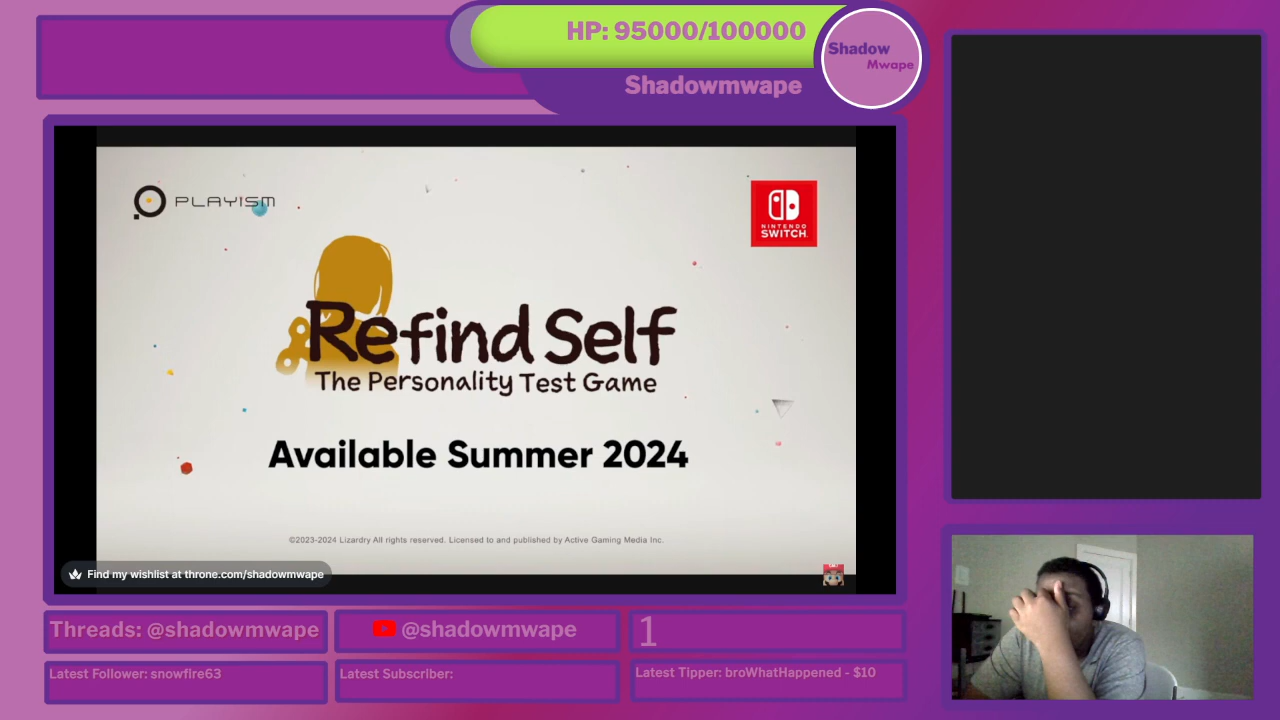 HP: 95000/100000
Shadow
Mwape
Shadowmwape
PLAYISM
NINTENDO
SWITCH
Refind Self
The Personality Test Game
Available Summer 2024
©2023-2024 Lizardry All rights reserved. Licensed to and published by Active Gaming Media Inc.
Find my wishlist at throne.com/shadowmwape
Threads: @shadowmwape
@shadowmwape
1
Latest Follower: snowfire63
Latest Subscriber:
Latest Tipper: broWhatHappened - $10